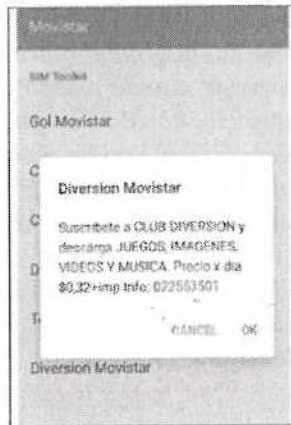 Movistar
SIM Toolkit
Gol Movistar
C
Diversion Movistar
C
Suscribete a CLUB DIVERSION y
descarga JUEGOS, IMAGENES,
VIDEOS Y MUSICA. Precio x dia
D
$0,32+imp Info: 022553501
CANCEL OK
Diversion Movistar